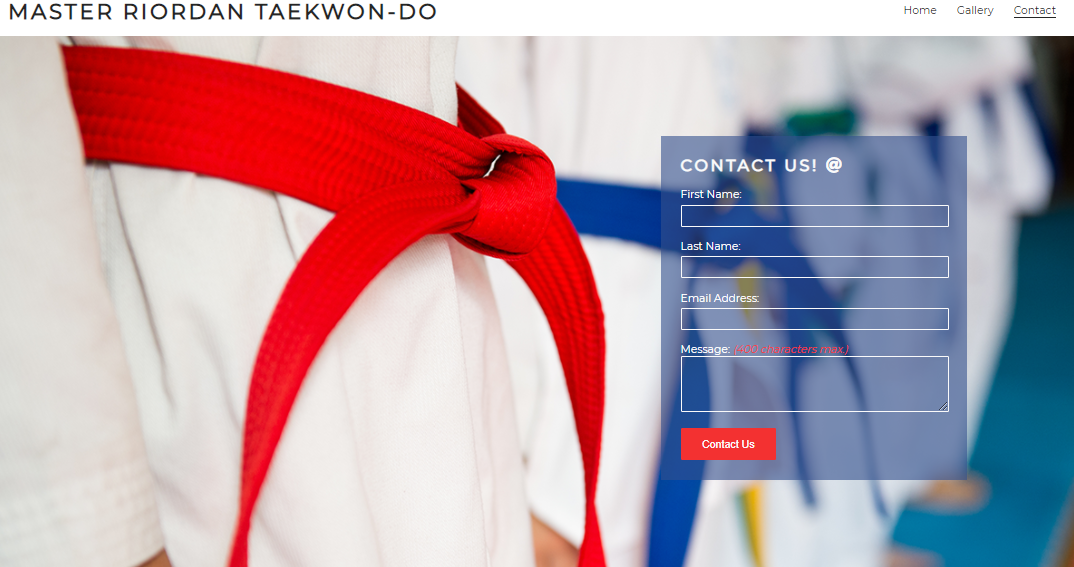 MASTER RIORDAN TAEKWON-DO
Home Gallery Contact
CONTACT US! @
First Name:
Last Name:
Email Address:
Message: (400 characters max.)
Contact Us